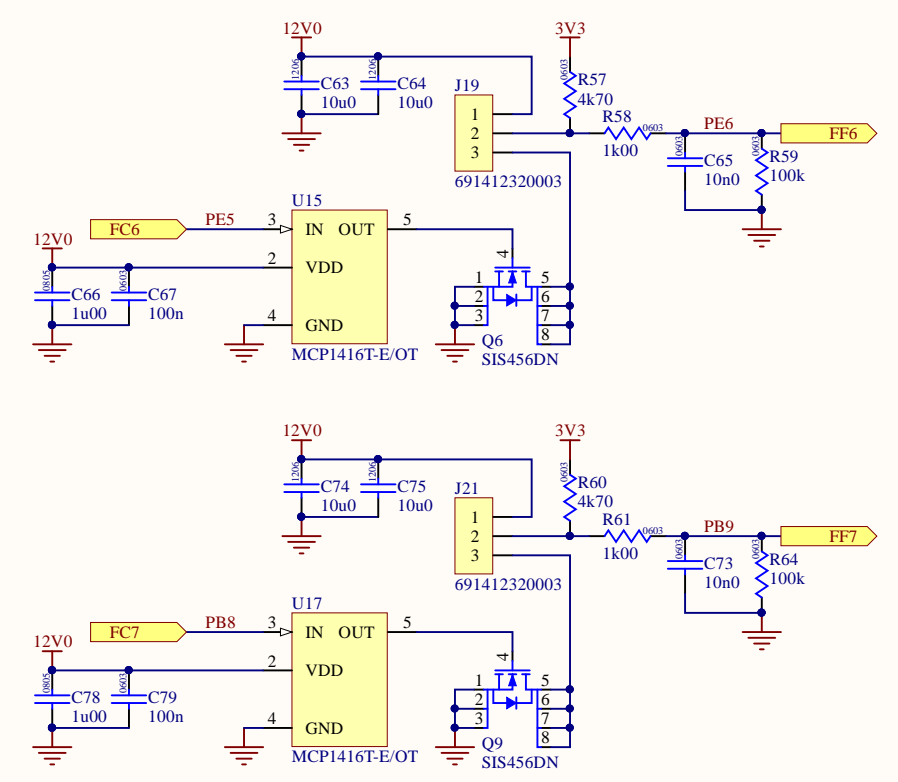 12V0
3V3
1206
C63
10u0
1206
C64
10u0
J19
1
2
3
691412320003
0603
R57
4k70
R58
0603
1k00
PE6
FF6
0603
C65
10n0
0603
R59
100k
U15
FC6
PE5
3
IN
OUT
5
12V0
2
VDD
0805
C66
1u00
0603
C67
100n
4
GND
MCP1416T-E/OT
4
1
2
3
5
6
7
8
Q6
SIS456DN
12V0
3V3
1206
C74
10u0
1206
C75
10u0
J21
1
2
3
691412320003
0603
R60
4k70
R61
0603
1k00
PB9
FF7
0603
C73
10n0
0603
R64
100k
U17
FC7
PB8
3
IN
OUT
5
12V0
2
VDD
0805
C78
1u00
0603
C79
100n
4
GND
MCP1416T-E/OT
4
1
2
3
5
6
7
8
Q9
SIS456DN